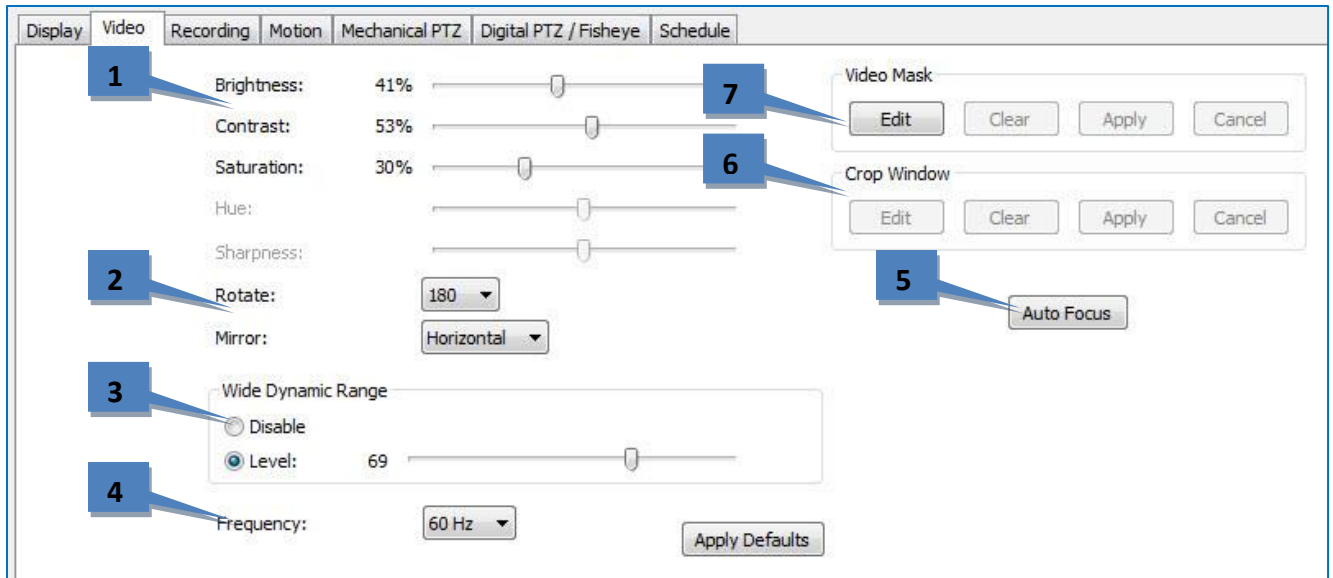 Display Video Recording Motion Mechanical PTZ Digital PTZ / Fisheye Schedule
1
Brightness: 41%
Contrast: 53%
Saturation: 30%
Hue:
Sharpness:
2
Rotate: 180
Mirror: Horizontal
3
Wide Dynamic Range
Disable
Level: 69
4
Frequency: 60 Hz
Apply Defaults
7
Video Mask
Edit Clear Apply Cancel
6
Crop Window
Edit Clear Apply Cancel
5
Auto Focus